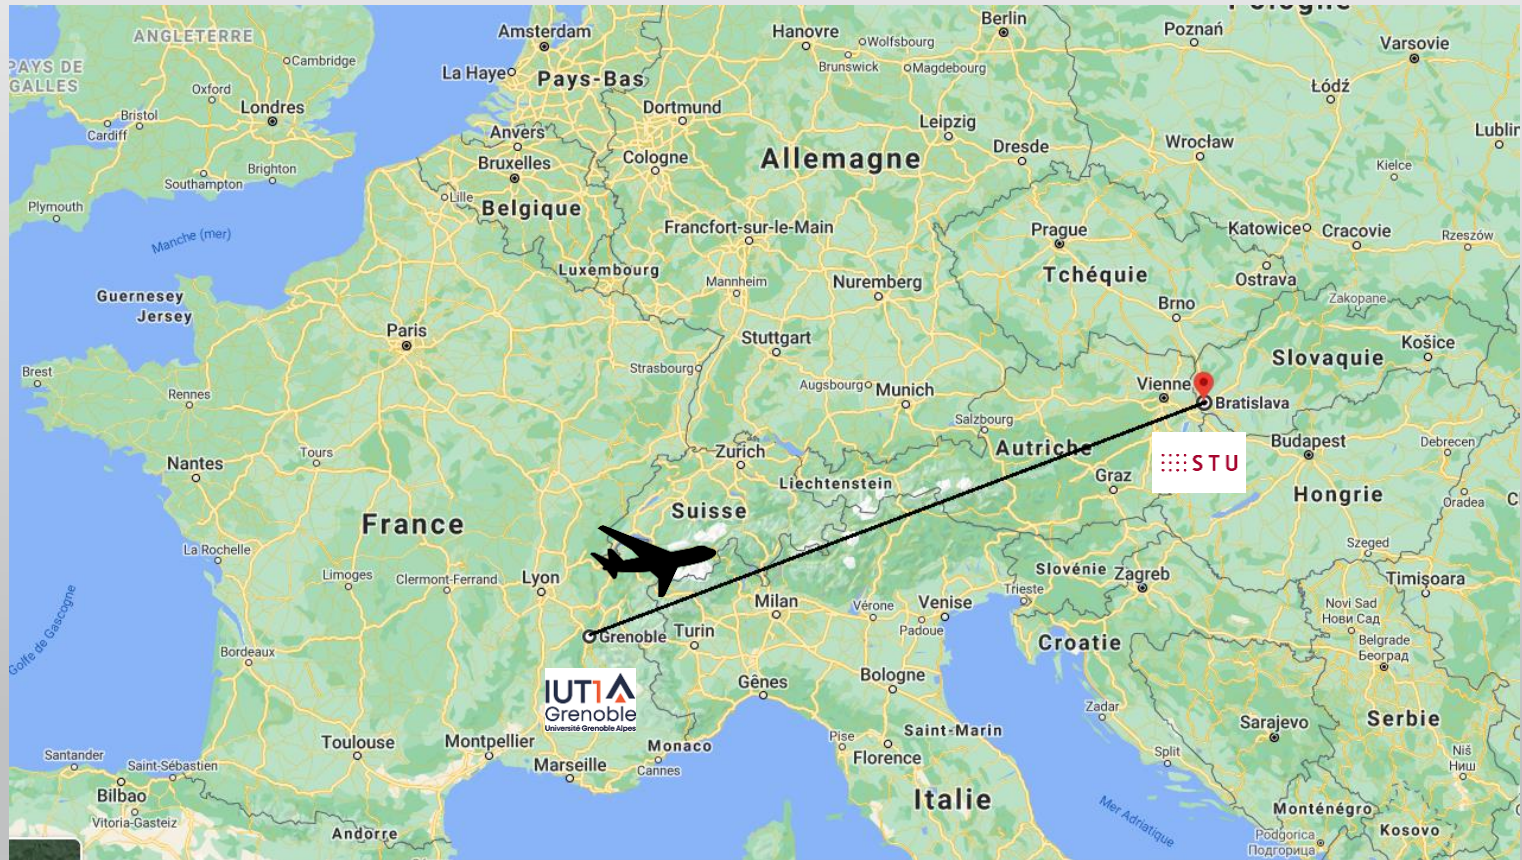 Pologne
ANGLETERRE
Amsterdam
Hanovre
Berlin
Poznań
Wolfsburg
Varsovie
Cambridge
PAYS DE
GALLES
La Haye
Pays-Bas
Brunswick
Magdebourg
Oxford
Łódź
Londres
Dortmund
Bristol
Cardiff
Anvers
Leipzig
Lublin
Bruxelles
Cologne
Allemagne
Dresde
Wrocław
Kielce
Brighton
Southampton
Lille
Plymouth
Belgique
Manche (mer)
Francfort-sur-le-Main
Prague
Katowice
Cracovie
Rzeszów
Luxembourg
Mannheim
Nuremberg
Tchéquie
Ostrava
Guernesey
Jersey
Brno
Zakopane
Paris
Stuttgart
Košice
Slovaquie
Brest
Strasbourg
Rennes
Augsbourg
Munich
Vienne
Bratislava
Salzbourg
Autriche
Budapest
Debrecen
Tours
Zurich
Nantes
STU
Liechtenstein
Graz
Hongrie
Oradea
Suisse
France
La Rochelle
Szeged
Limoges
Clermont-Ferrand
Lyon
Slovénie
Zagreb
Timișoara
Trieste
Milan
Vérone
Venise
Novi Sad
Нови Сад
Golfe de Gascogne
Grenoble
Turin
Padoue
Croatie
Belgrade
Београд
Bordeaux
Gênes
Bologne
IUT1
Grenoble
Université Grenoble Alpes
Zadar
Sarajevo
Serbie
Toulouse
Montpellier
Monaco
Pise
Saint-Marin
Santander
Saint-Sébastien
Marseille
Cannes
Florence
Split
Niš
Ниш
Bilbao
Italie
Mer Adriatique
Monténégro
Vitoria-Gasteiz
Andorre
Podgorica
Подгорица
Kosovo